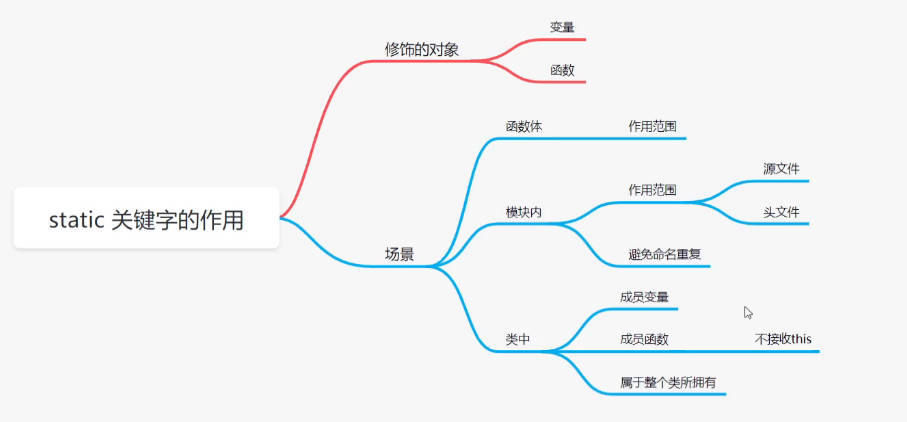 static 关键字的作用
修饰的对象
变量
函数
场景
函数体
作用范围
模块内
作用范围
源文件
头文件
避免命名重复
类中
成员变量
成员函数
不接收this
属于整个类所拥有